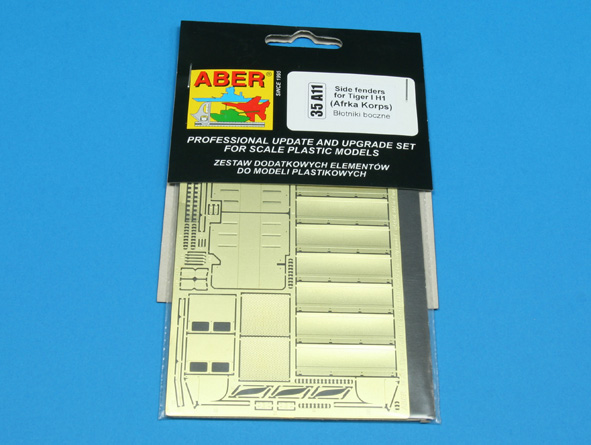 ABER®
SINCE 1995
35 A11
Side fenders
for Tiger I H1
(Afrka Korps)
Błotniki boczne
PROFESSIONAL UPDATE AND UPGRADE SET
FOR SCALE PLASTIC MODELS
ZESTAW DODATKOWYCH ELEMENTÓW
DO MODELI PLASTIKOWYCH